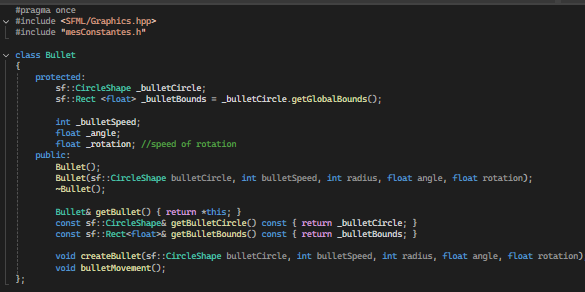 #pragma once
#include <SFML/Graphics.hpp>
#include "mesConstantes.h"
class Bullet
{
protected:
sf::CircleShape _bulletCircle;
sf::Rect <float> _bulletBounds = _bulletCircle.getGlobalBounds();
int _bulletSpeed;
float _angle;
float _rotation; //speed of rotation
public:
Bullet();
Bullet(sf::CircleShape bulletCircle, int bulletSpeed, int radius, float angle, float rotation);
~Bullet();
Bullet& getBullet() { return *this; }
const sf::CircleShape& getBulletCircle() const { return _bulletCircle; }
const sf::Rect<float>& getBulletBounds() const { return _bulletBounds; }
void createBullet(sf::CircleShape bulletCircle, int bulletSpeed, int radius, float angle, float rotation)
void bulletMovement();
};